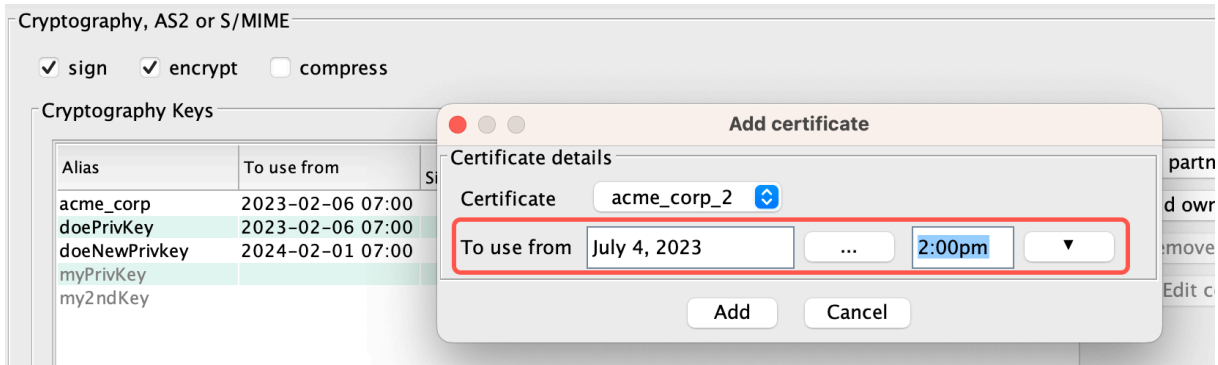 Cryptography, AS2 or S/MIME
sign encrypt compress
Cryptography Keys
Alias To use from
acme_corp 2023-02-06 07:00
doePrivKey 2023-02-06 07:00
doeNewPrivkey 2024-02-01 07:00
myPrivKey
my2ndKey
Add certificate
Certificate details
Certificate acme_corp_2
To use from July 4, 2023 ... 2:00pm
Add Cancel